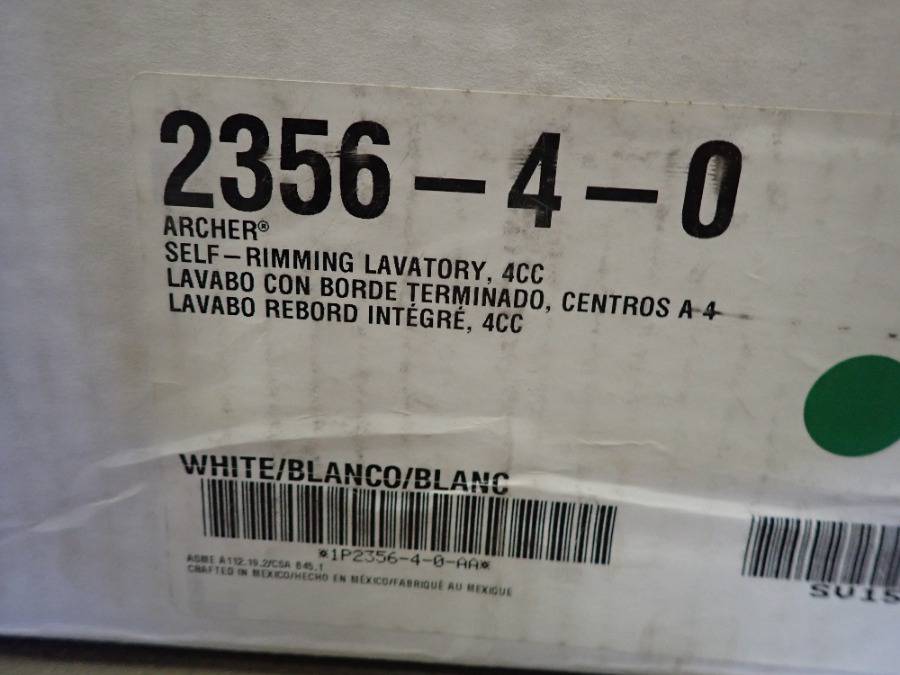 2356-4-0
ARCHER®
SELF-RIMMING LAVATORY, 4CC
LAVABO CON BORDE TERMINADO, CENTROS A 4
LAVABO REBORD INTÉGRÉ, 4CC
WHITE/BLANCO/BLANC
*1P2356-4-0-AA*
SV15
ASME A112.19.2/CSA B45.1
CRAFTED IN MEXICO/HECHO EN MÉXICO/FABRIQUÉ AU MEXIQUE